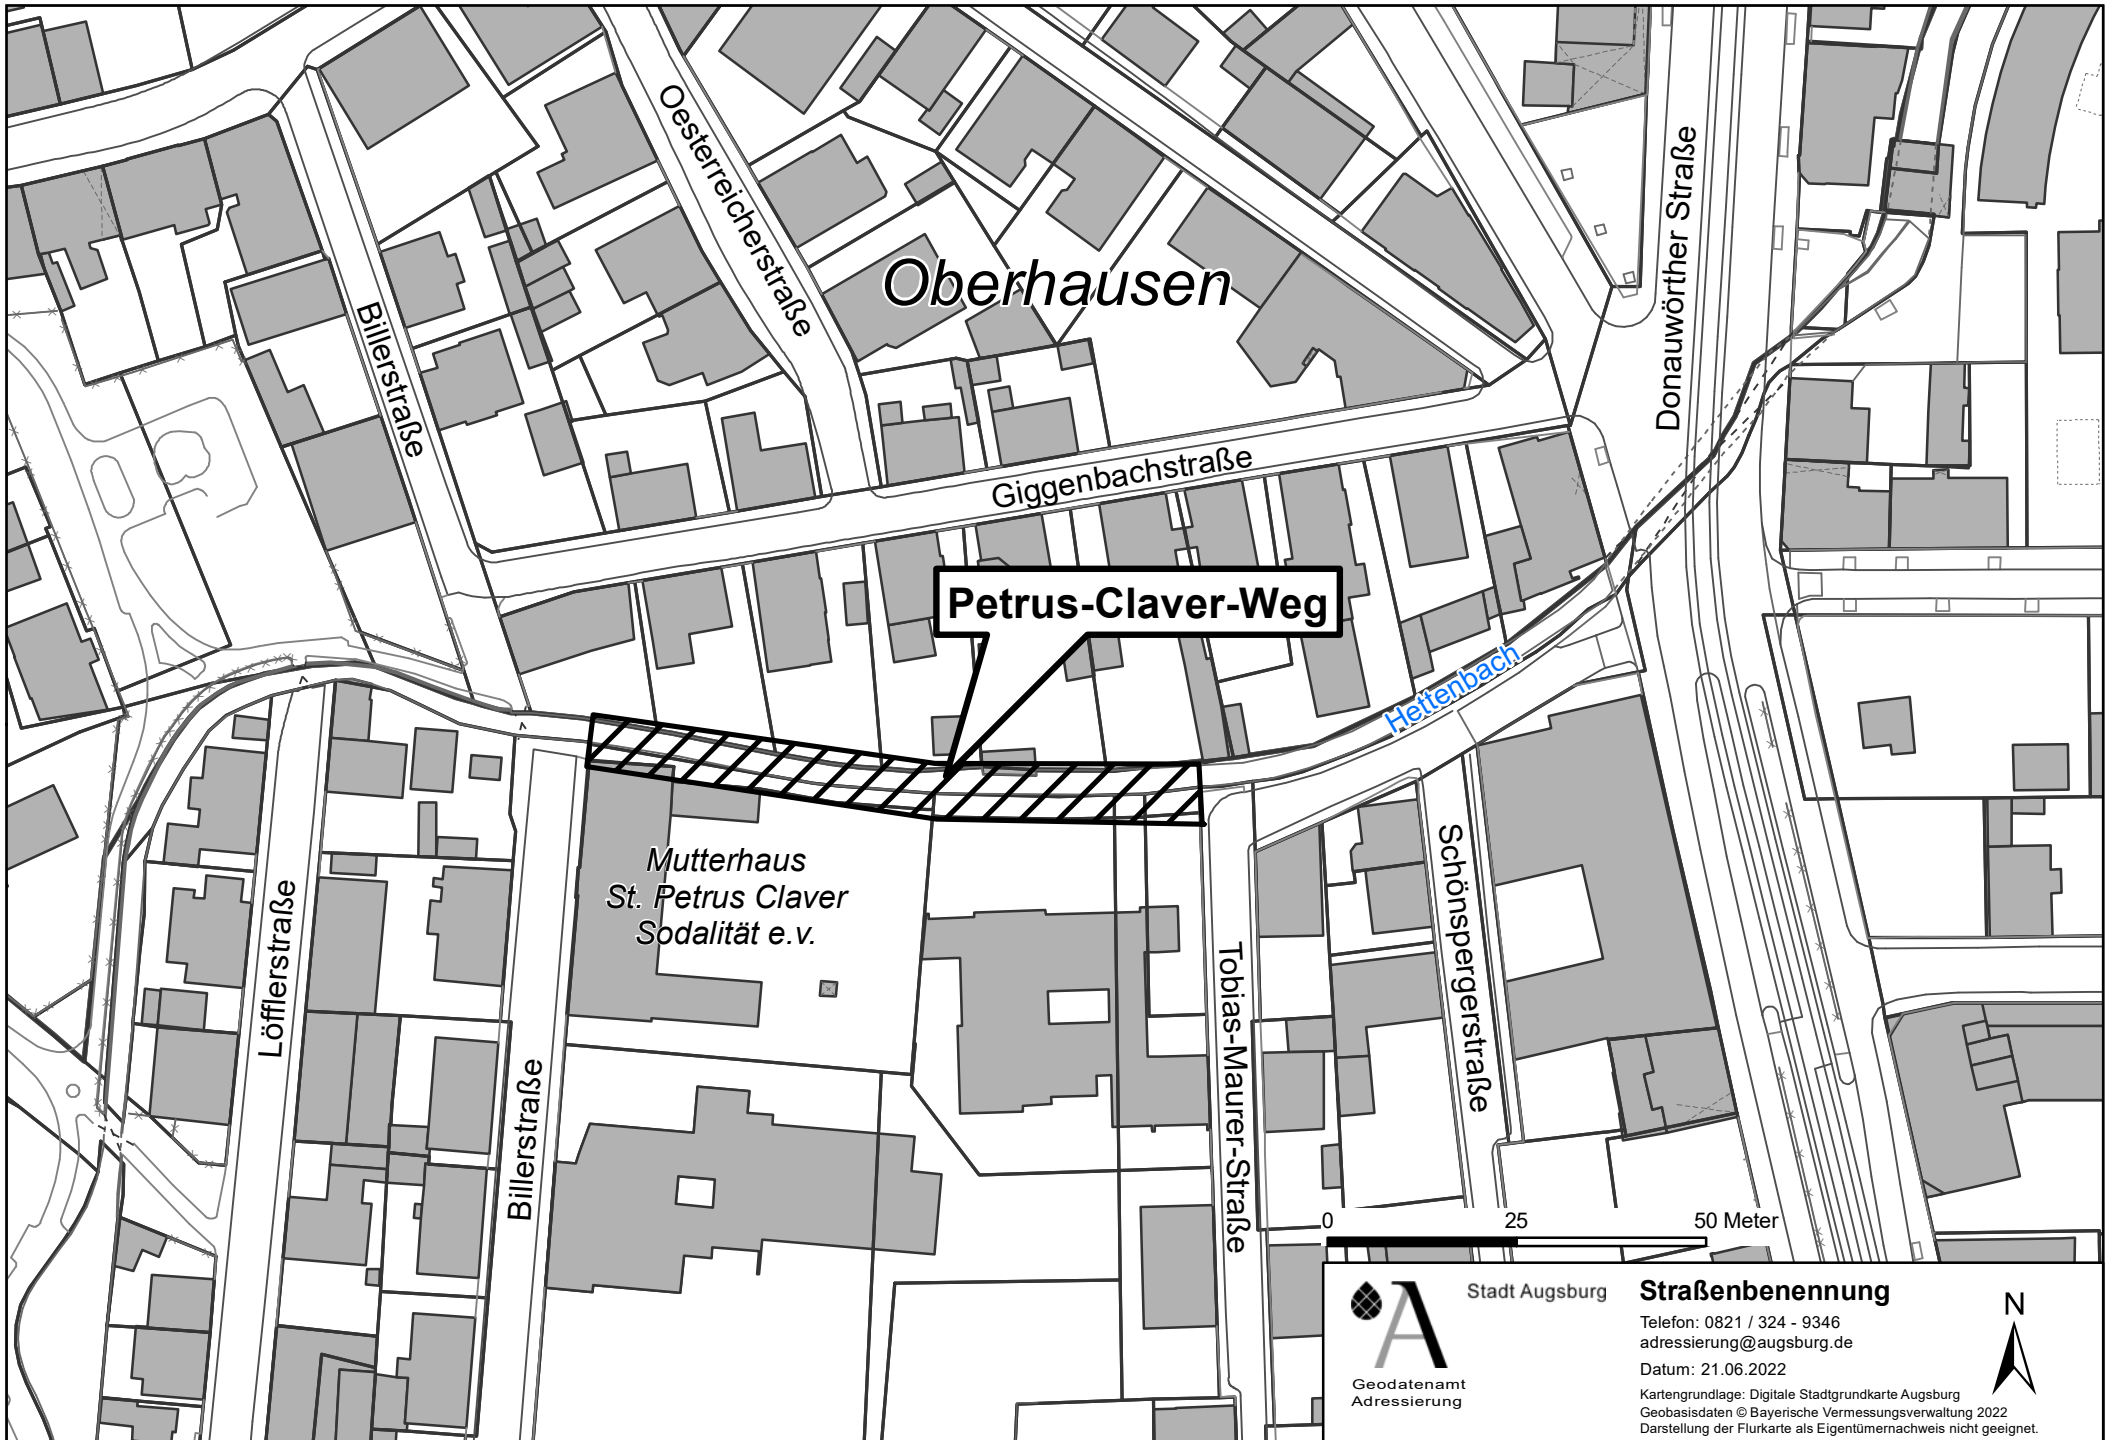 Oesterreicherstraße
Donauwörther Straße
Oberhausen
Billerstraße
Giggenbachstraße
Petrus-Claver-Weg
Hettenbach
Mutterhaus
St. Petrus Claver
Sodalität e.v.
Löfflerstraße
Billerstraße
Tobias-Maurer-Straße
Schönspergerstraße
0 25 50 Meter
Stadt Augsburg
Geodatenamt
Adressierung
Straßenbenennung
Telefon: 0821 / 324 - 9346
adressierung@augsburg.de
Datum: 21.06.2022
Kartengrundlage: Digitale Stadtgrundkarte Augsburg
Geobasisdaten © Bayerische Vermessungsverwaltung 2022
Darstellung der Flurkarte als Eigentümernachweis nicht geeignet.
N